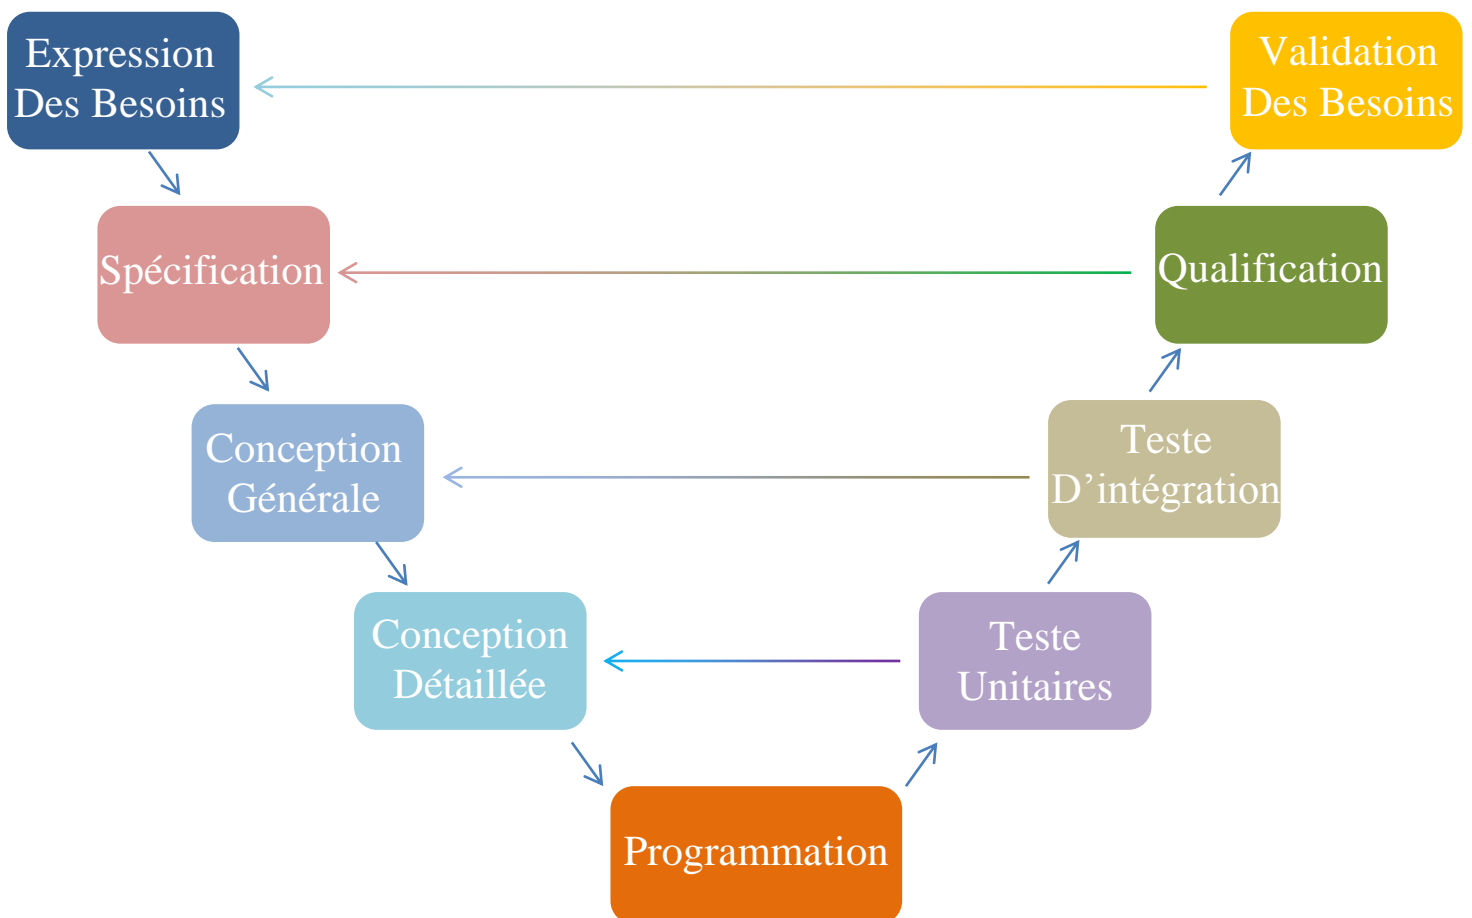 Expression
Des Besoins
Validation
Des Besoins
Spécification
Qualification
Conception
Générale
Teste
D’intégration
Conception
Détaillée
Teste
Unitaires
Programmation